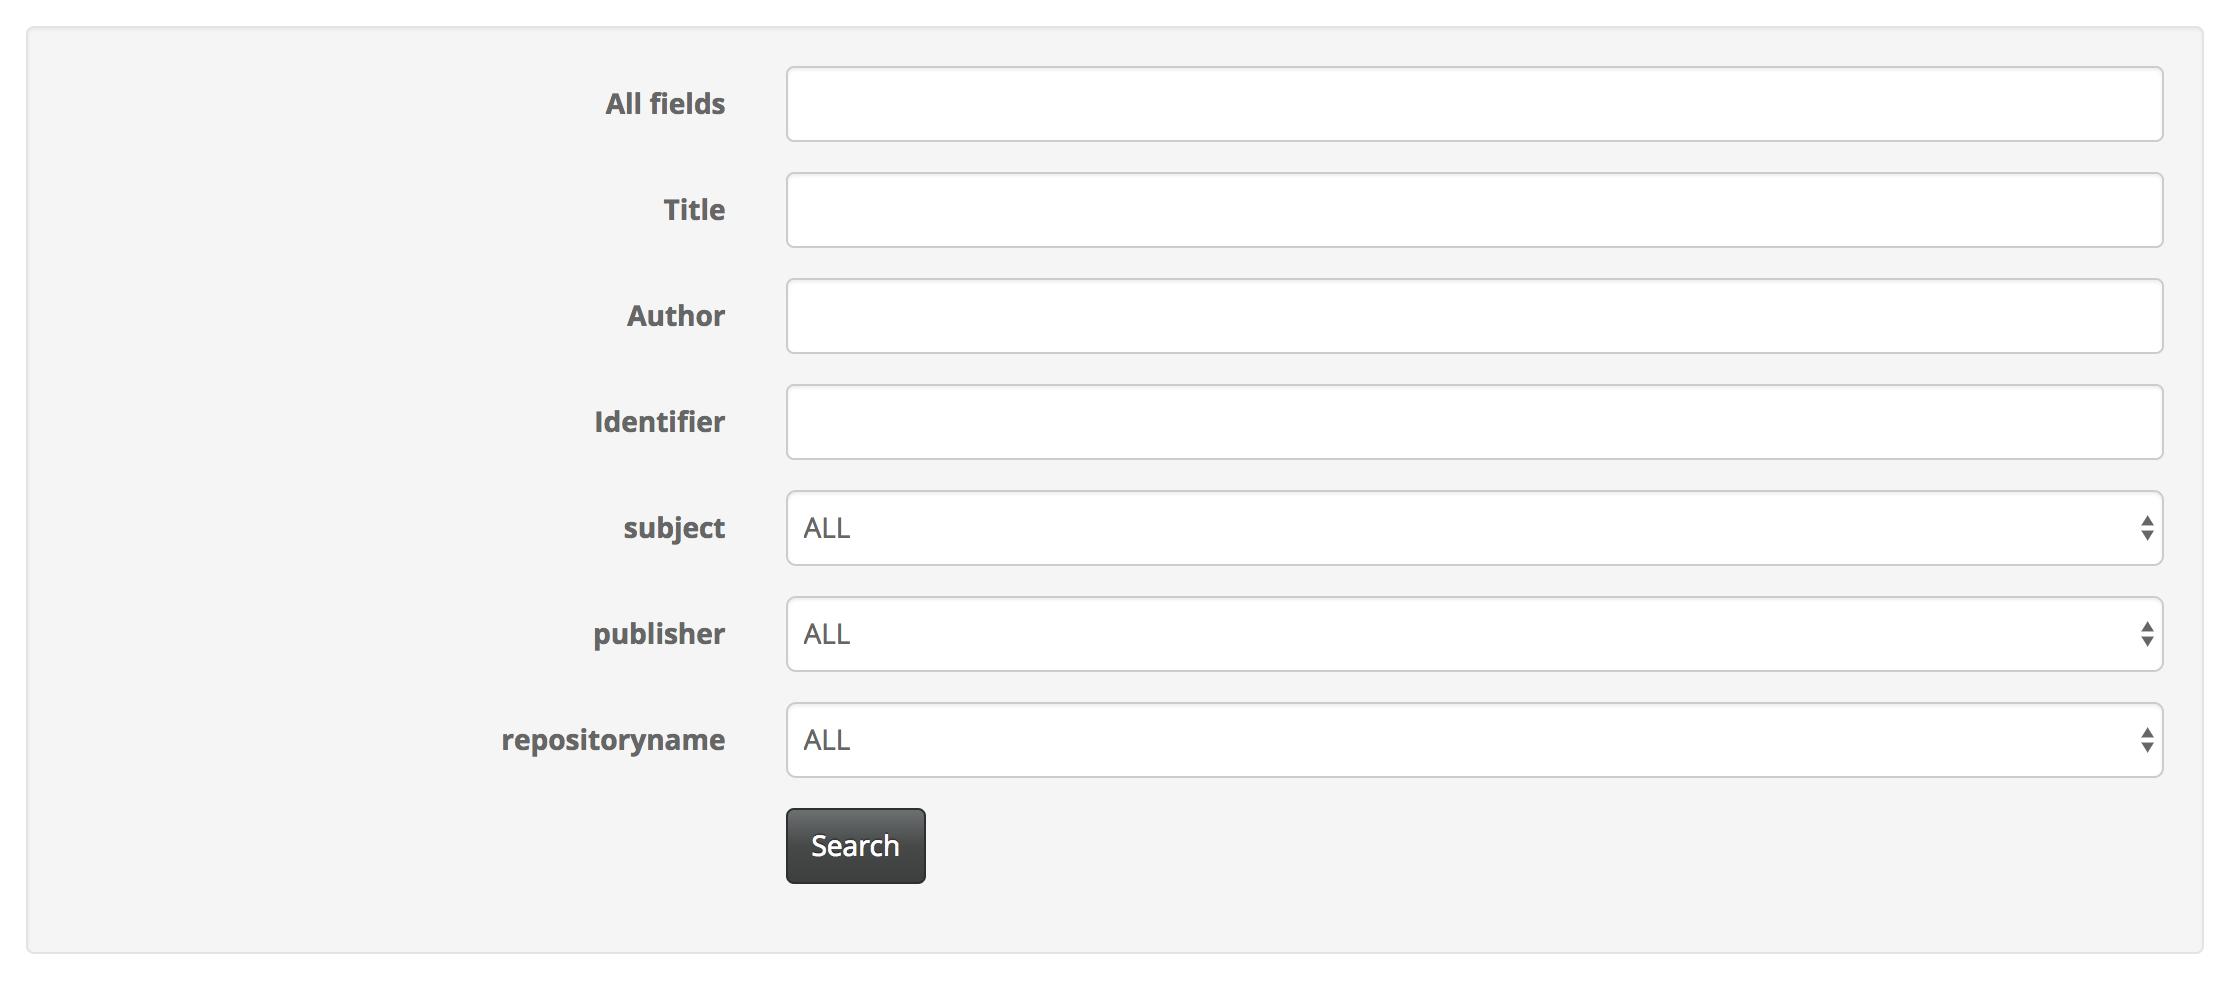 All fields
Title
Author
Identifier
subject ALL
publisher ALL
repositoryname ALL
Search